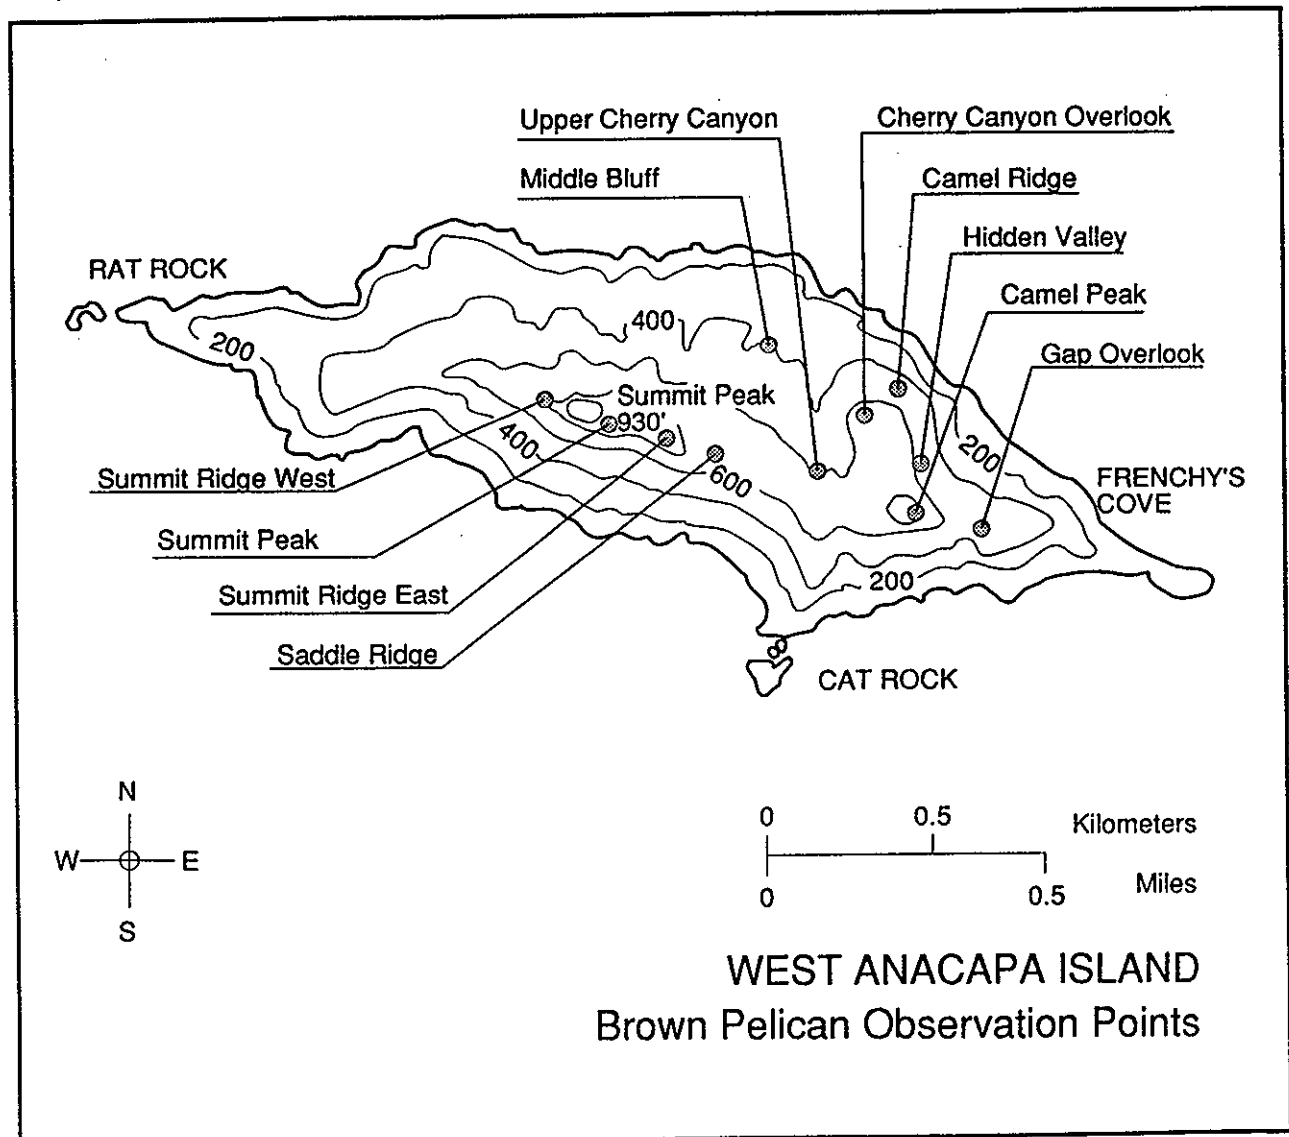 Upper Cherry Canyon
Cherry Canyon Overlook
Middle Bluff
Camel Ridge
Hidden Valley
RAT ROCK
Camel Peak
200
400
Gap Overlook
Summit Peak
930'
400
600
200
Summit Ridge West
FRENCHY'S
COVE
Summit Peak
Summit Ridge East
200
Saddle Ridge
CAT ROCK
N
W
E
S
0
0.5
Kilometers
0
0.5
Miles
WEST ANACAPA ISLAND
Brown Pelican Observation Points